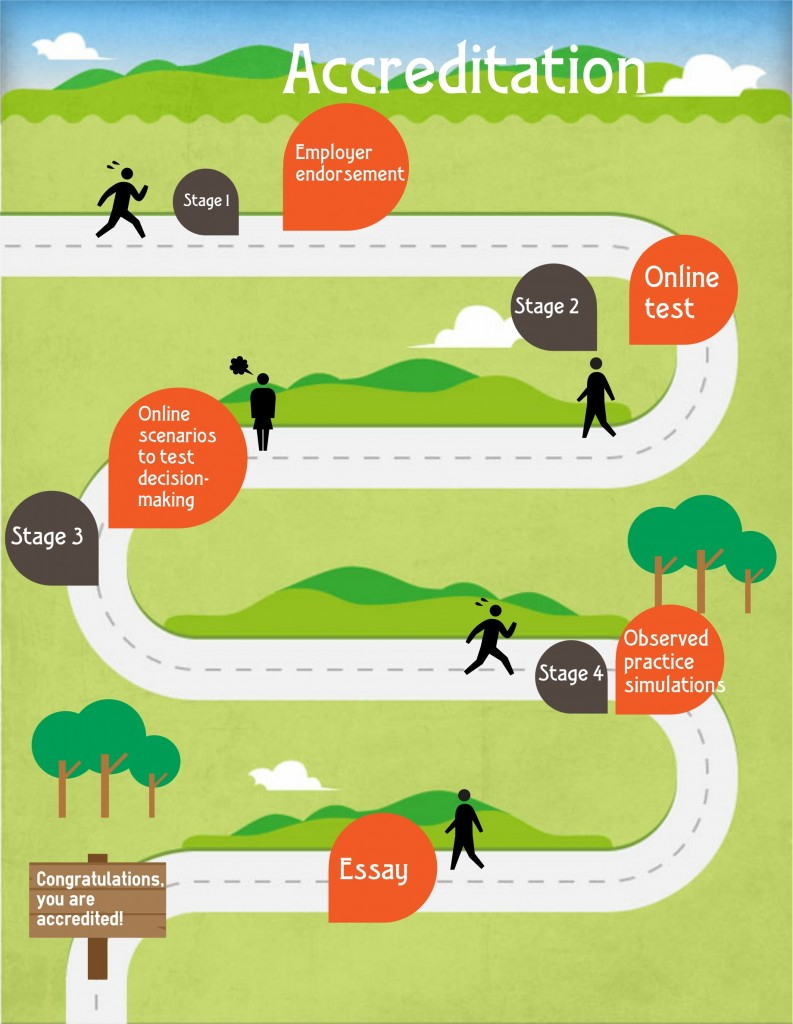 Accreditation
Stage 1
Employer
endorsement
Stage 2
Online
test
Online
scenarios
to test
decision-
making
Stage 3
Stage 4
Observed
practice
simulations
Essay
Congratulations,
you are
accredited!